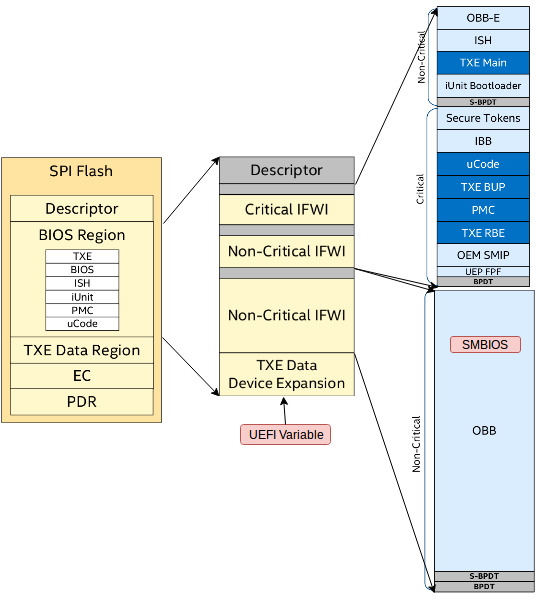 SPI Flash
Descriptor
BIOS Region
TXE
BIOS
ISH
iUnit
PMC
uCode
TXE Data Region
EC
PDR
Descriptor
Critical IFWI
Non-Critical IFWI
Non-Critical IFWI
TXE Data
Device Expansion
UEFI Variable
Non-Critical
OBB-E
ISH
TXE Main
iUnit Bootloader
S-BPDT
Critical
Secure Tokens
IBB
uCode
TXE BUP
PMC
TXE RBE
OEM SMIP
UEP FPF
BPDT
Non-Critical
SMBIOS
OBB
S-BPDT
BPDT